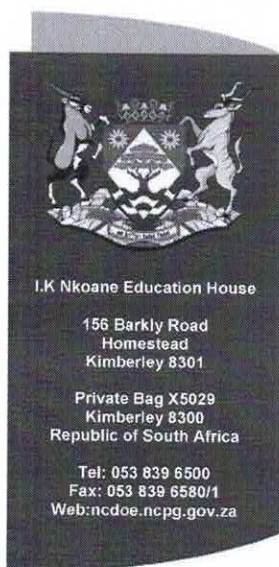 I.K Nkoane Education House
156 Barkly Road
Homestead
Kimberley 8301
Private Bag X5029
Kimberley 8300
Republic of South Africa
Tel: 053 839 6500
Fax: 053 839 6580/1
Web:ncdoe.ncpg.gov.za